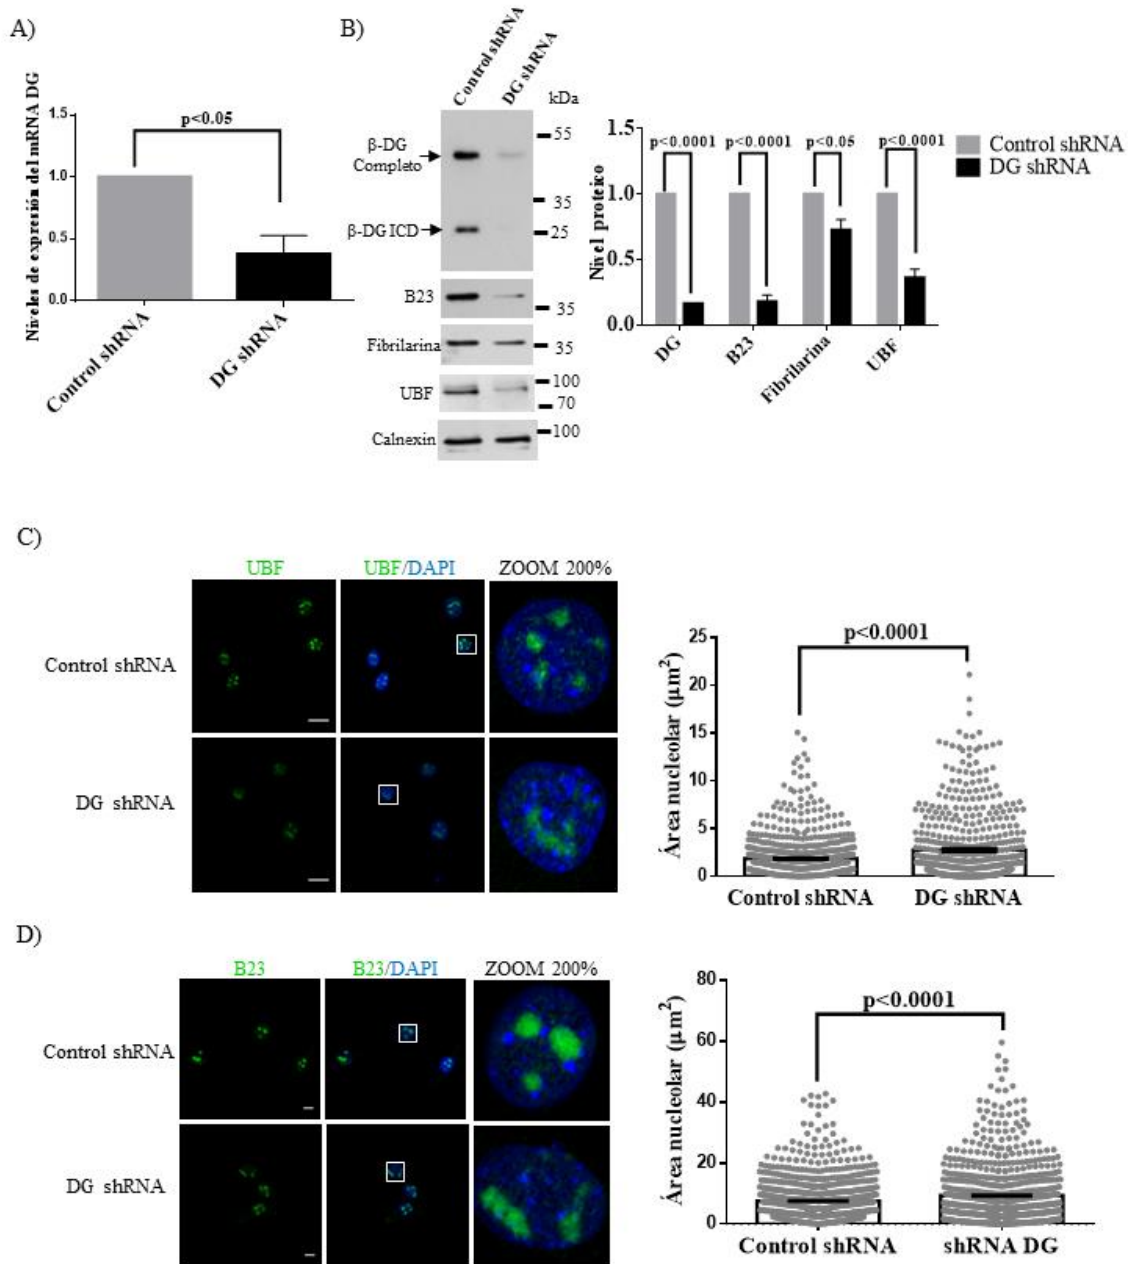 A)
Niveles de expresión del mRNA DG
1.5
1.0
0.5
0.0
p<0.05
Control shRNA
DG shRNA
B)
Control shRNA
DG shRNA
kDa
β-DG
Completo
β-DG ICD
B23
Fibrilarina
UBF
Calnexin
55
35
25
35
35
100
70
100
Nivel proteico
1.5
1.0
0.5
0.0
p<0.0001
p<0.0001
p<0.05
p<0.0001
Control shRNA
DG shRNA
DG
B23
Fibrilarina
UBF
C)
UBF
UBF/DAPI
ZOOM 200%
Control shRNA
DG shRNA
Área nucleolar (μm²)
25
20
15
10
5
0
p<0.0001
Control shRNA
DG shRNA
D)
B23
B23/DAPI
ZOOM 200%
Control shRNA
DG shRNA
Área nucleolar (μm²)
80
60
40
20
0
p<0.0001
Control shRNA
shRNA DG